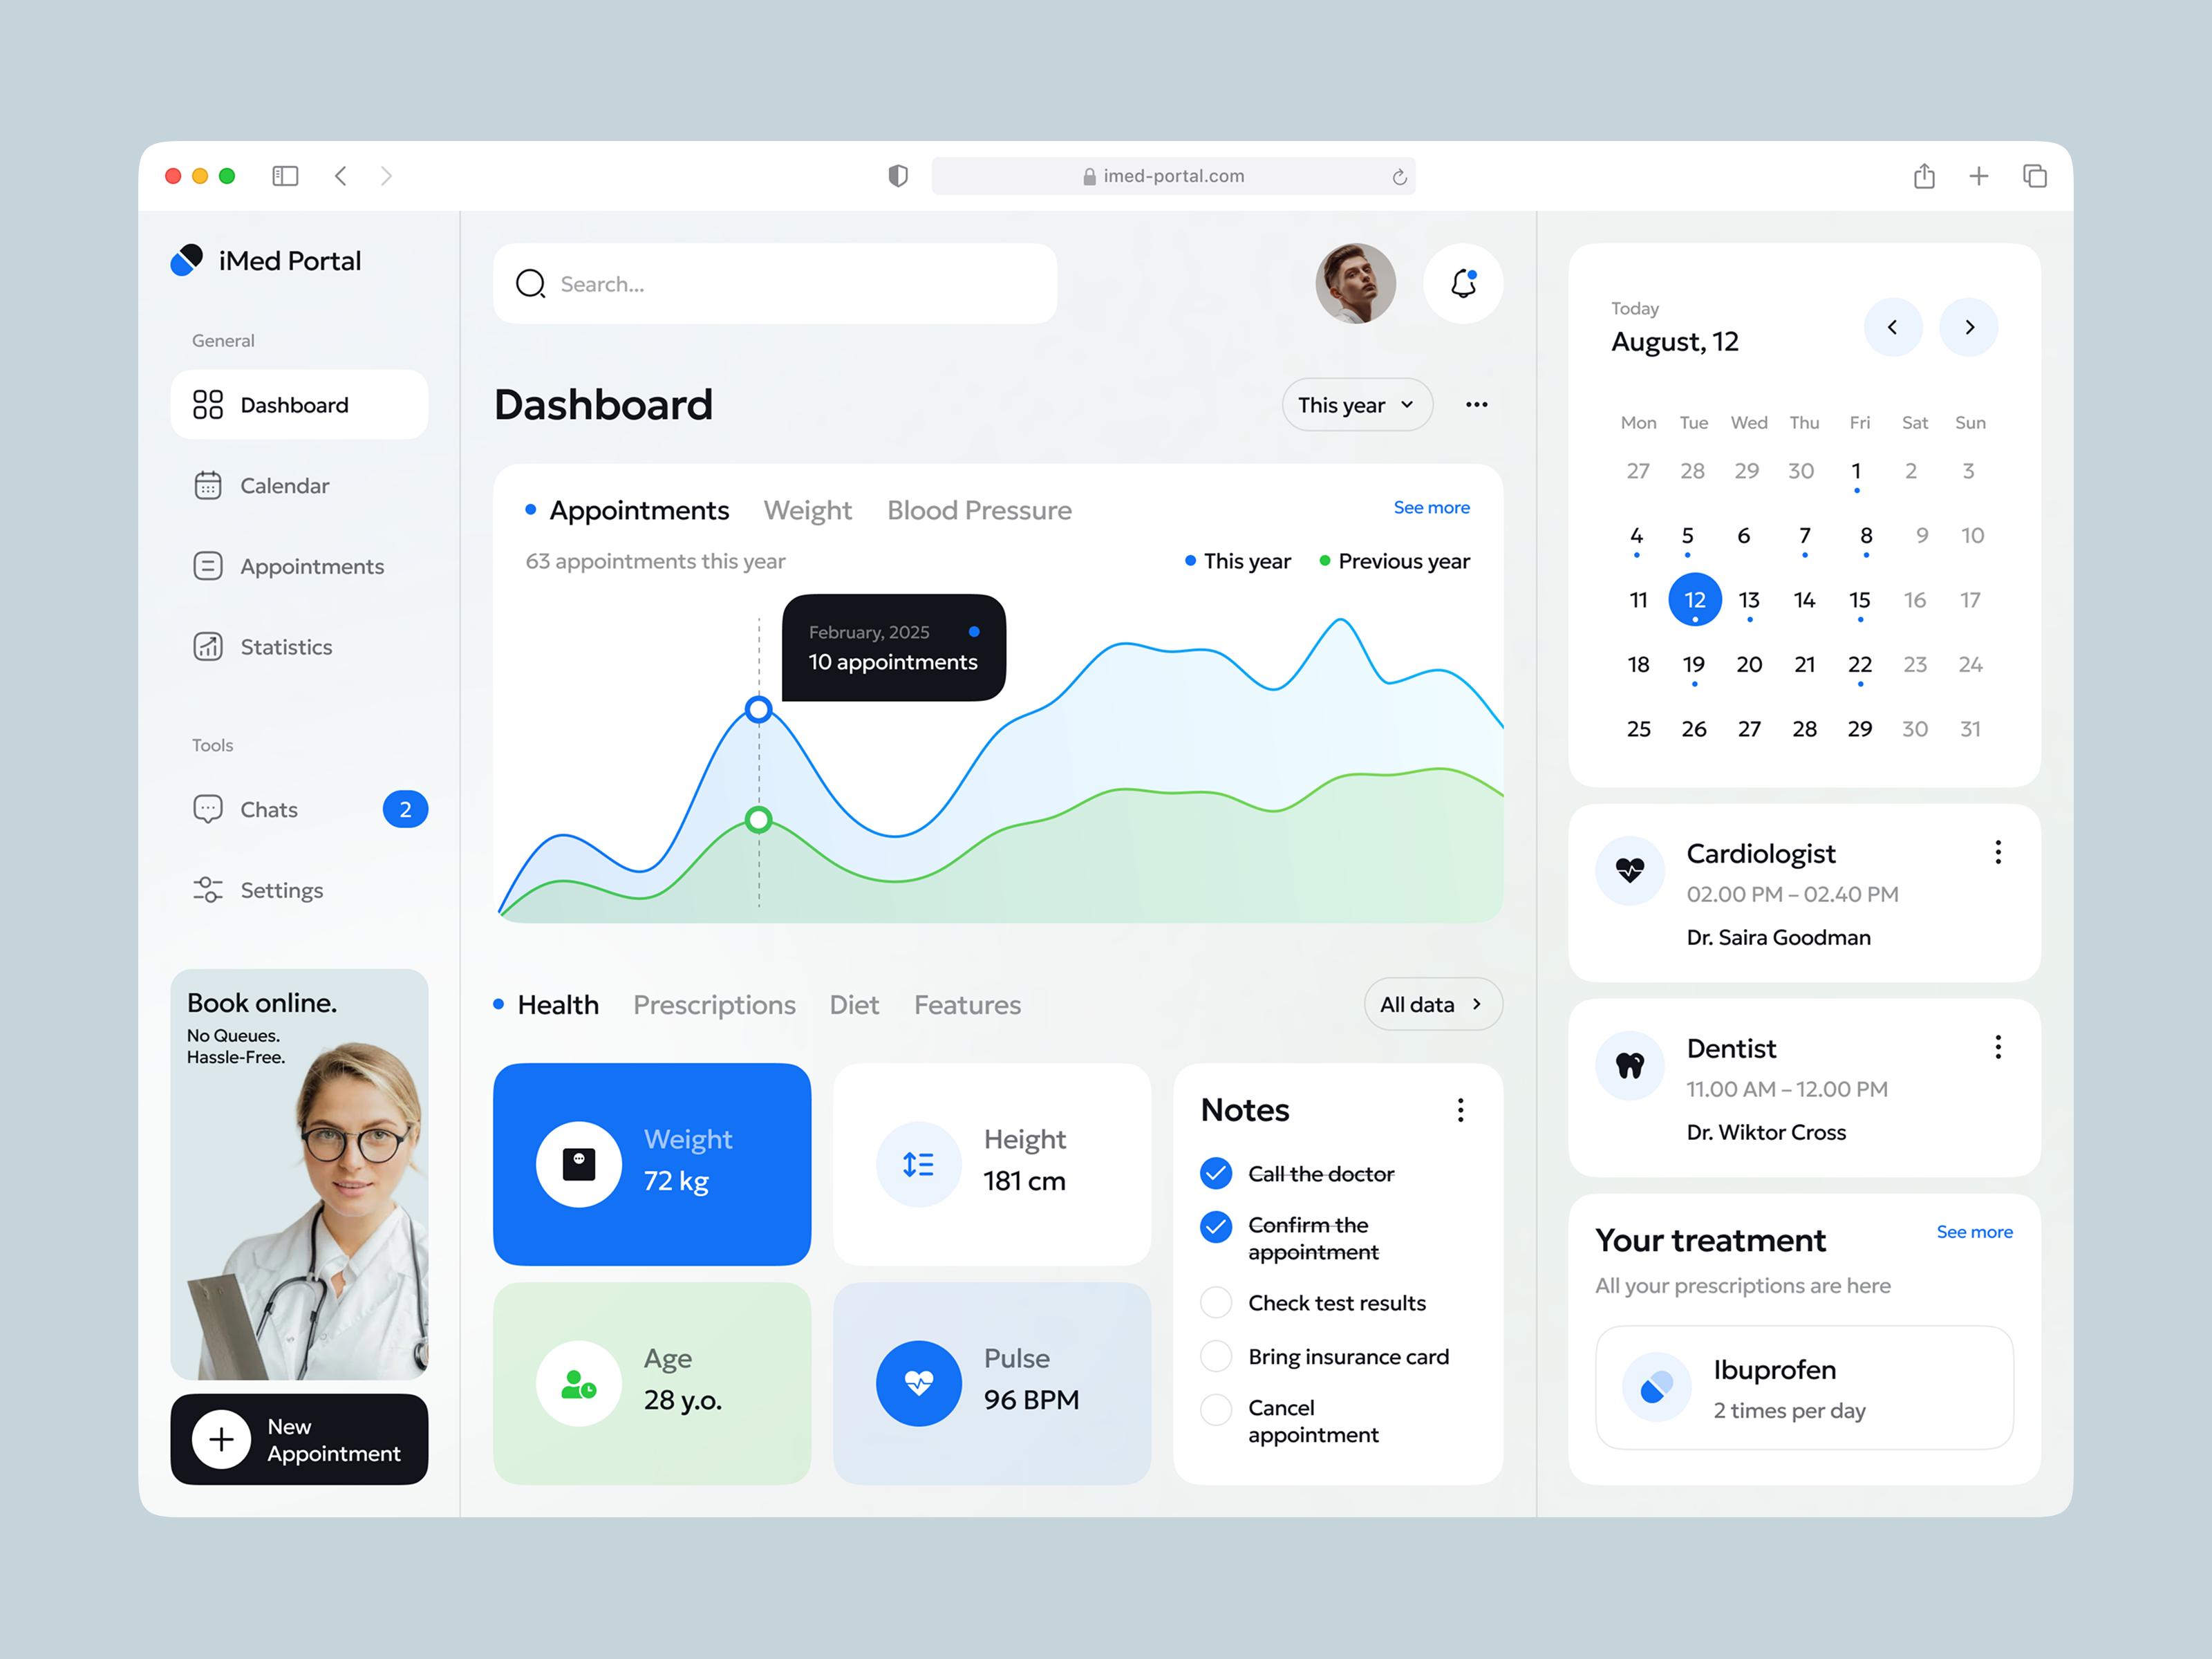 imed-portal.com
iMed Portal
General
Dashboard
Calendar
Appointments
Statistics
Tools
Chats
2
Settings
Book online.
No Queues.
Hassle-Free.
New
Appointment
Search...
Dashboard
This year
Appointments Weight Blood Pressure
See more
63 appointments this year
This year Previous year
February, 2025
10 appointments
Health Prescriptions Diet Features
All data
Weight
72 kg
Height
181 cm
Age
28 y.o.
Pulse
96 BPM
Notes
Call the doctor
Confirm the
appointment
Check test results
Bring insurance card
Cancel
appointment
Today
August, 12
Mon Tue Wed Thu Fri Sat Sun
27 28 29 30 1 2 3
4 5 6 7 8 9 10
11 12 13 14 15 16 17
18 19 20 21 22 23 24
25 26 27 28 29 30 31
Cardiologist
02.00 PM – 02.40 PM
Dr. Saira Goodman
Dentist
11.00 AM – 12.00 PM
Dr. Wiktor Cross
Your treatment
See more
All your prescriptions are here
Ibuprofen
2 times per day